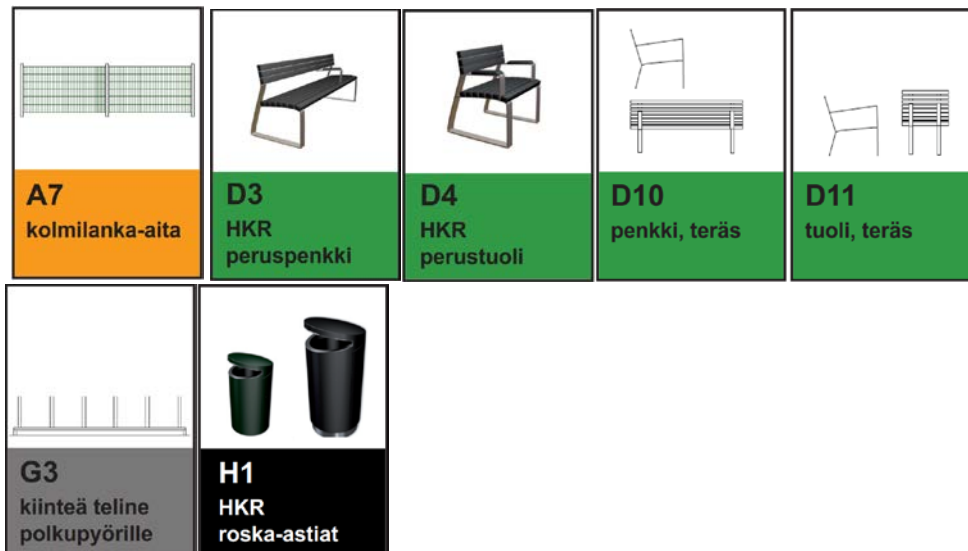 A7
kolmilanka-aita
D3
HKR
peruspenkki
D4
HKR
perustuoli
D10
penkki, teräs
D11
tuoli, teräs
G3
kiinteä teline
polkupyörille
H1
HKR
roska-astiat